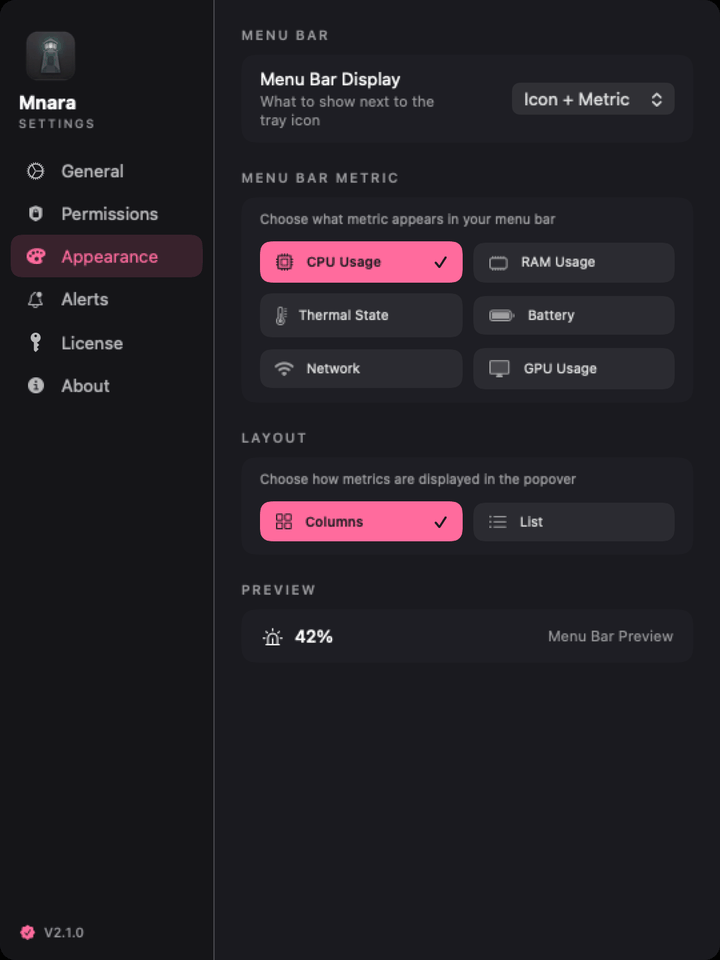 Mnara
SETTINGS
General
Permissions
Appearance
Alerts
License
About
V2.1.0
MENU BAR
Menu Bar Display
What to show next to the
tray icon
Icon + Metric
MENU BAR METRIC
Choose what metric appears in your menu bar
CPU Usage
RAM Usage
Thermal State
Battery
Network
GPU Usage
LAYOUT
Choose how metrics are displayed in the popover
Columns
List
PREVIEW
42%
Menu Bar Preview